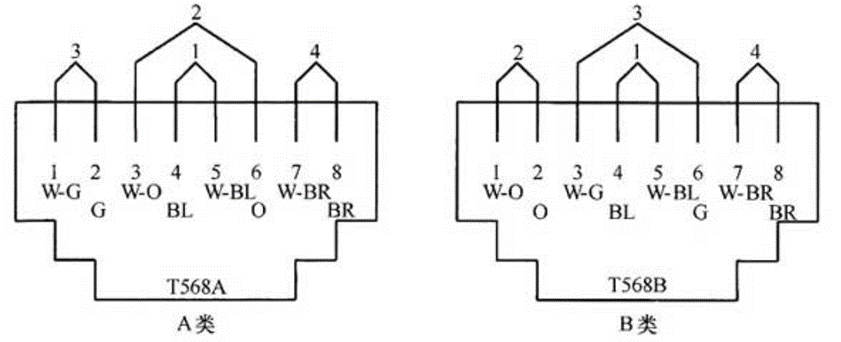 2
3 1 4
1 2 3 4 5 6 7 8
W-G W-O W-BL W-BR
G BL O BR
T568A
A类
3
2 1 4
1 2 3 4 5 6 7 8
W-O W-G W-BL W-BR
O BL G BR
T568B
B类